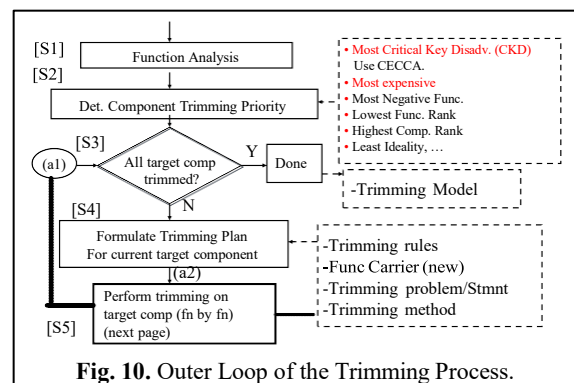 [S1]
Function Analysis
[S2]
Det. Component Trimming Priority
• Most Critical Key Disadv. (CKD)
Use CECCA.
• Most expensive
• Most Negative Func.
• Lowest Func. Rank
• Highest Comp. Rank
• Least Ideality, …
[S3]
(a1)
All target comp
trimmed?
Y
Done
-Trimming Model
N
[S4]
Formulate Trimming Plan
For current target component
-Trimming rules
-Func Carrier (new)
-Trimming problem/Stmnt
-Trimming method
(a2)
[S5]
Perform trimming on
target comp (fn by fn)
(next page)
Fig. 10. Outer Loop of the Trimming Process.